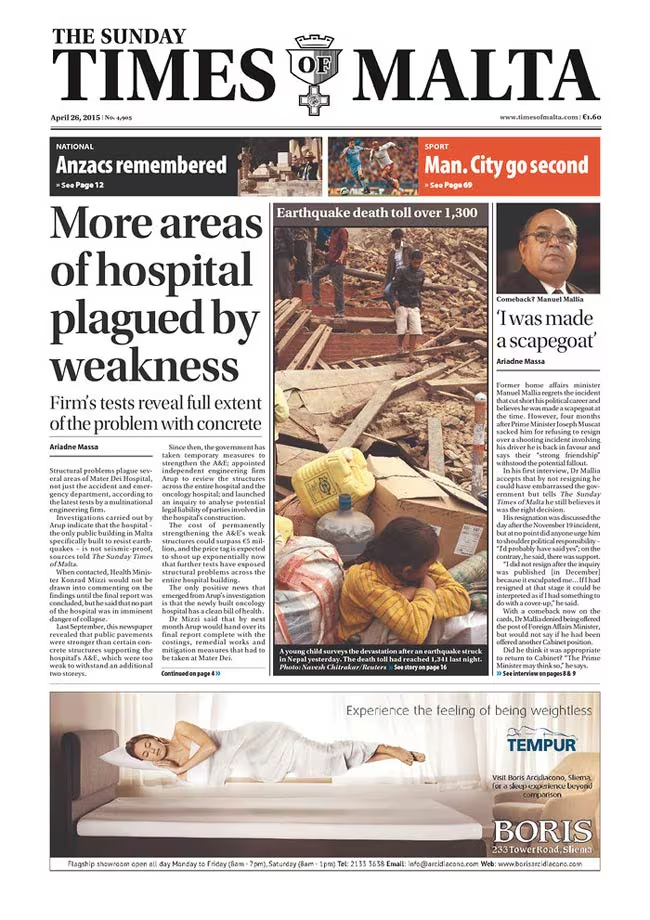 THE SUNDAY
TIMES OF MALTA
April 26, 2015 | No. 4,905
www.timesofmalta.com | €1.60
NATIONAL
Anzacs remembered
» See Page 12
SPORT
Man. City go second
» See Page 69
More areas
of hospital
plagued by
weakness
Firm's tests reveal full extent
of the problem with concrete
Ariadne Massa
Structural problems plague sev-
eral areas of Mater Dei Hospital,
not just the accident and emer-
gency department, according to
the latest tests by a multinational
engineering firm.
Investigations carried out by
Arup indicate that the hospital –
the only public building in Malta
specifically built to resist earth-
quakes – is not seismic-proof,
sources told The Sunday Times
of Malta.
When contacted, Health Minis-
ter Konrad Mizzi would not be
drawn into commenting on the
findings until the final report was
concluded, but he said that no part
of the hospital was in imminent
danger of collapse.
Last September, this newspaper
revealed that public pavements
were stronger than certain con-
crete structures supporting the
hospital's A&E, which were too
weak to withstand an additional
two storeys.
Since then, the government has
taken temporary measures to
strengthen the A&E; appointed
independent engineering firm
Arup to review the structures
across the entire hospital and the
oncology hospital; and launched
an inquiry to analyse potential
legal liability of parties involved in
the hospital's construction.
The cost of permanently
strengthening the A&E's weak
structures could surpass €5 mil-
lion, and the price tag is expected
to shoot up exponentially now
that further tests have exposed
structural problems across the
entire hospital building.
The only positive news that
emerged from Arup's investigation
is that the newly built oncology
hospital has a clean bill of health.
Dr Mizzi said that by next
month Arup would hand over its
final report complete with the
costings, remedial works and
mitigation measures that had to
be taken at Mater Dei.
Continued on page 4 »
Earthquake death toll over 1,300
A young child surveys the devastation after an earthquake struck
in Nepal yesterday. The death toll had reached 1,341 last night.
Photo: Navesh Chitrakar/Reuters » See story on page 16
Comeback? Manuel Mallia
'I was made
a scapegoat'
Ariadne Massa
Former home affairs minister
Manuel Mallia regrets the incident
that cut short his political career and
believes he was made a scapegoat at
the time. However, four months
after Prime Minister Joseph Muscat
sacked him for refusing to resign
over a shooting incident involving
his driver he is back in favour and
says their "strong friendship"
withstood the potential fallout.
In his first interview, Dr Mallia
accepts that by not resigning he
could have embarrassed the gov-
ernment but tells The Sunday
Times of Malta he still believes it
was the right decision.
His resignation was discussed the
day after the November 19 incident,
but at no point did anyone urge him
to shoulder political responsibility –
"I'd probably have said yes"; on the
contrary, he said, there was support.
"I did not resign after the inquiry
was published [in December]
because it exculpated me... If I had
resigned at that stage it could be
interpreted as if I had something to
do with a cover-up," he said.
With a comeback now on the
cards, Dr Mallia denied being offered
the post of Foreign Affairs Minister,
but would not say if he had been
offered another Cabinet position.
Did he think it was appropriate
to return to Cabinet? "The Prime
Minister may think so," he says.
» See interview on pages 8 & 9
Experience the feeling of being weightless
TEMPUR
Visit Boris Arcidiacono, Sliema,
for a sleep experience beyond
comparison
BORIS
233 Tower Road, Sliema
Flagship showroom open all day Monday to Friday (8am - 7pm), Saturday (8am - 1pm) Tel: 2133 3638 Email: info@arcidiacono.com Web: www.borisarcidiacono.com